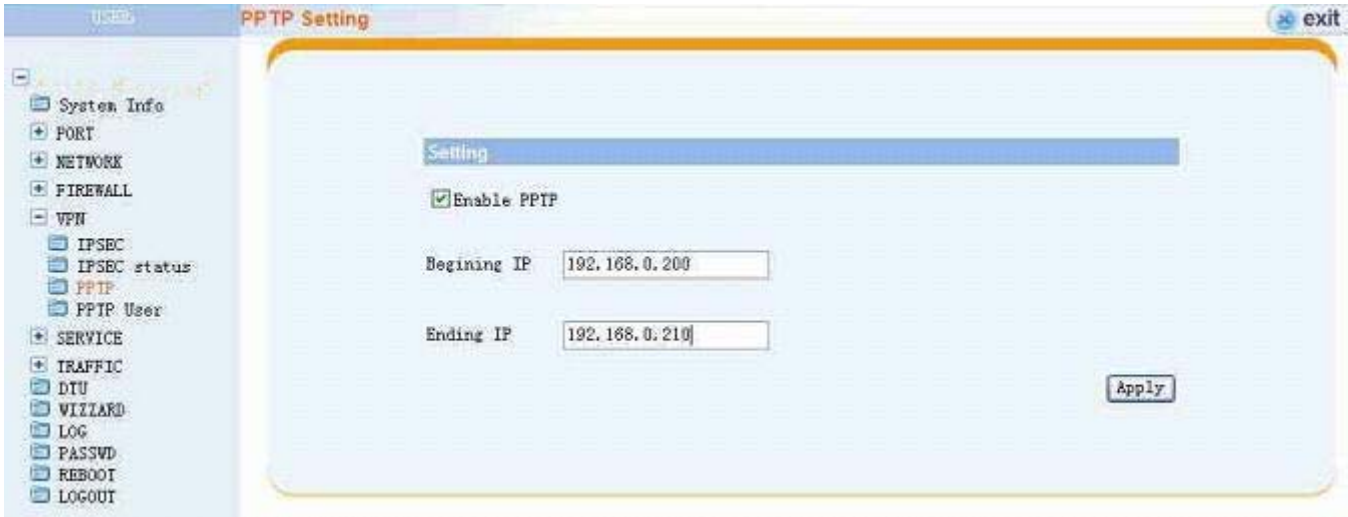 PPTP Setting
exit
System Info
PORT
NETWORK
FIREWALL
VPN
IPSEC
IPSEC status
PPTP
PPTP User
SERVICE
TRAFFIC
DTU
WIZZARD
LOG
PASSWD
REBOOT
LOGOUT
Setting
Enable PPTP
Begining IP 192.168.0.200
Ending IP 192.168.0.210
Apply